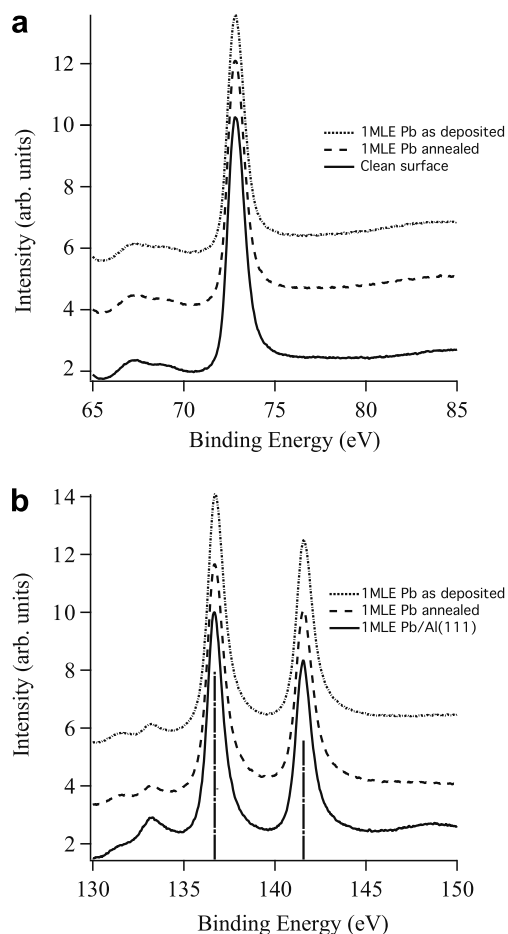 a
12
10
8
6
4
2
Intensity (arb. units)
1MLE Pb as deposited
1MLE Pb annealed
Clean surface
65 70 75 80 85
Binding Energy (eV)
b
14
12
10
8
6
4
2
Intensity (arb. units)
1MLE Pb as deposited
1MLE Pb annealed
1MLE Pb/Al(111)
130 135 140 145 150
Binding Energy (eV)